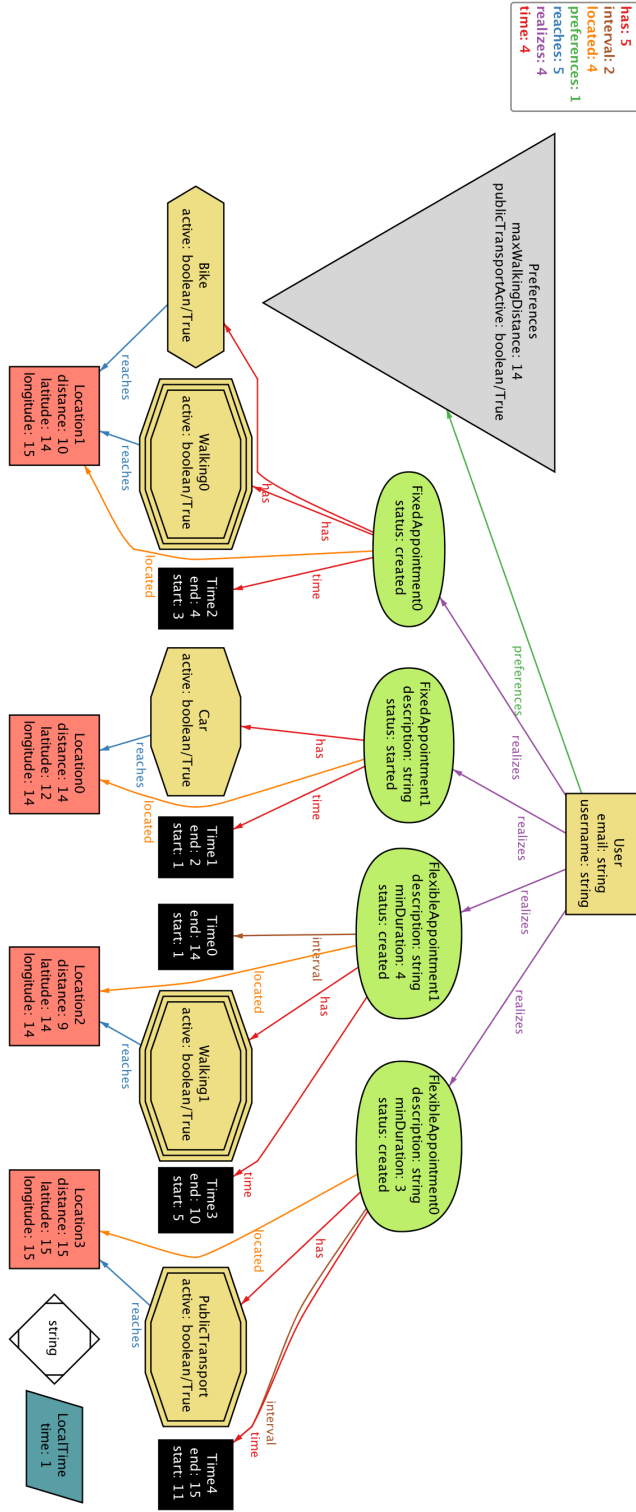 has: 5
interval: 2
located: 4
preferences: 1
reaches: 5
realizes: 4
time: 4
User
email: string
username: string
preferences
realizes
realizes
realizes
realizes
Preferences
maxWalkingDistance: 14
publicTransportActive: boolean/True
FixedAppointment0
status: created
FixedAppointment1
description: string
status: started
FlexibleAppointment1
description: string
minDuration: 4
status: created
FlexibleAppointment0
description: string
minDuration: 3
status: created
has
has
time
located
has
time
located
interval
located
has
time
located
has
interval
time
Bike
active: boolean/True
Walking0
active: boolean/True
Time2
end: 4
start: 3
Car
active: boolean/True
Time1
end: 2
start: 1
Time0
end: 14
start: 1
Walking1
active: boolean/True
Time3
end: 10
start: 5
PublicTransport
active: boolean/True
Time4
end: 15
start: 11
reaches
reaches
reaches
reaches
reaches
Location1
distance: 10
latitude: 14
longitude: 15
Location0
distance: 14
latitude: 12
longitude: 14
Location2
distance: 9
latitude: 14
longitude: 14
Location3
distance: 15
latitude: 15
longitude: 15
string
LocalTime
time: 1